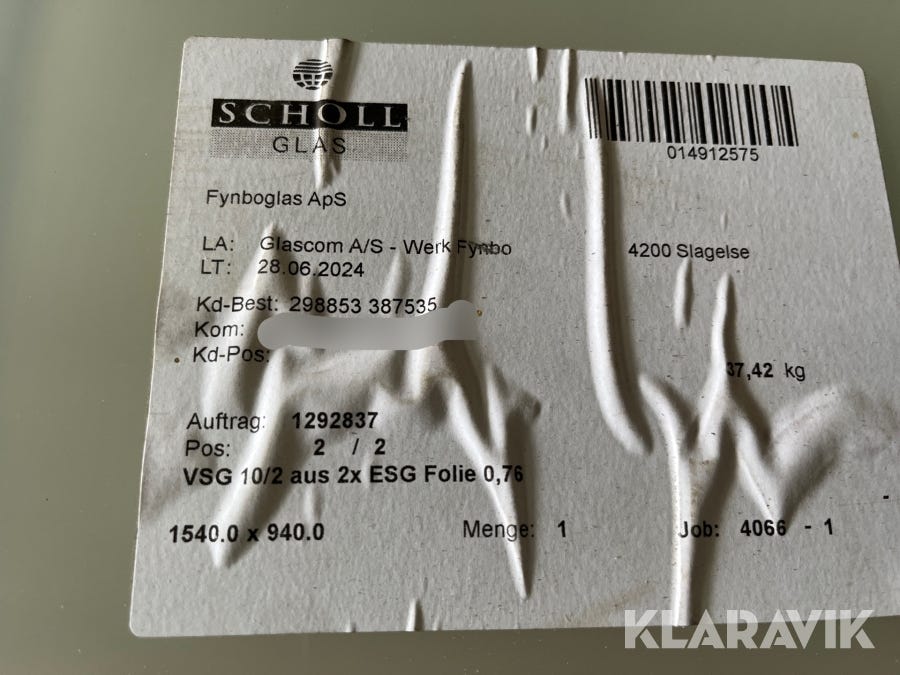 SCHOLL
GLAS
014912575
Fynboglas ApS
LA: Glascom A/S - Werk Fynbo
4200 Slagelse
LT: 28.06.2024
Kd-Best: 298853 387535
Kom:
Kd-Pos:
37,42 kg
Auftrag: 1292837
Pos: 2 / 2
VSG 10/2 aus 2x ESG Folie 0,76
1540.0 x 940.0 Menge: 1 Job: 4066 - 1
KLARAVIK